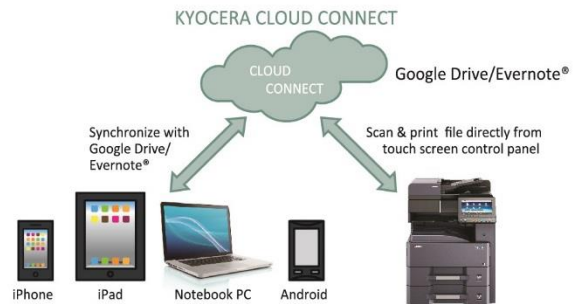 KYOCERA CLOUD CONNECT
CLOUD
CONNECT
Google Drive/Evernote®
Synchronize with
Google Drive/
Evernote®
Scan & print file directly from
touch screen control panel
iPhone
iPad
Notebook PC
Android